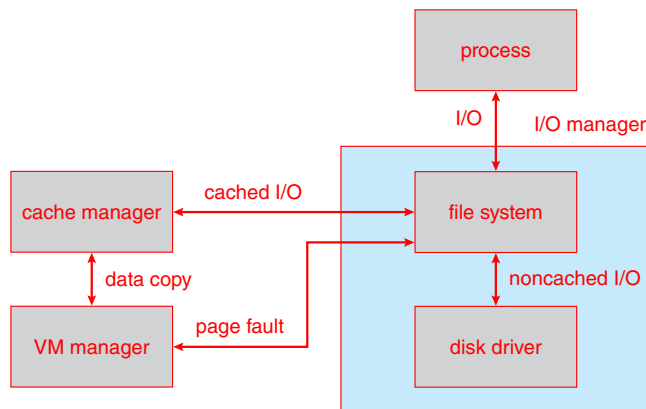 process
I/O
I/O manager
cached I/O
cache manager
file system
data copy
noncached I/O
page fault
VM manager
disk driver